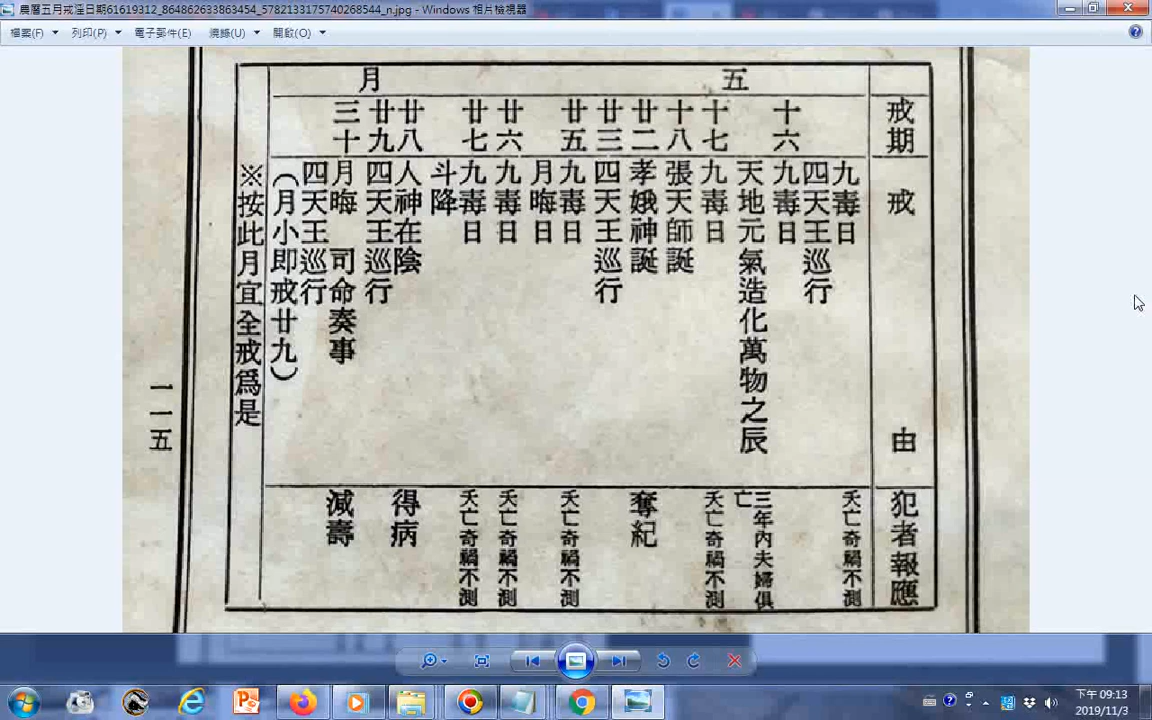 農曆五月戒淫日期61619312_864862633863454_5782133175740268544_n.jpg - Windows 相片檢視器
檔案(F)
列印(P)
電子郵件(E)
燒錄(U)
開啟(O)
戒期
戒由
犯者報應
五月
九毒日
夭亡奇禍不測
四天王巡行
十六
九毒日
天地元氣造化萬物之辰
三年內夫婦俱
亡
十七
九毒日
夭亡奇禍不測
十八
張天師誕
廿二
孝娥神誕
奪紀
廿三
四天王巡行
廿五
九毒日
夭亡奇禍不測
月晦日
廿六
九毒日
夭亡奇禍不測
廿七
九毒日
夭亡奇禍不測
斗降
廿八
人神在陰
得病
廿九
四天王巡行
三十
月晦 司命奏事
減壽
四天王巡行
(月小即戒廿九)
※按此月宜全戒爲是
一一五
下午 09:13
2019/11/3